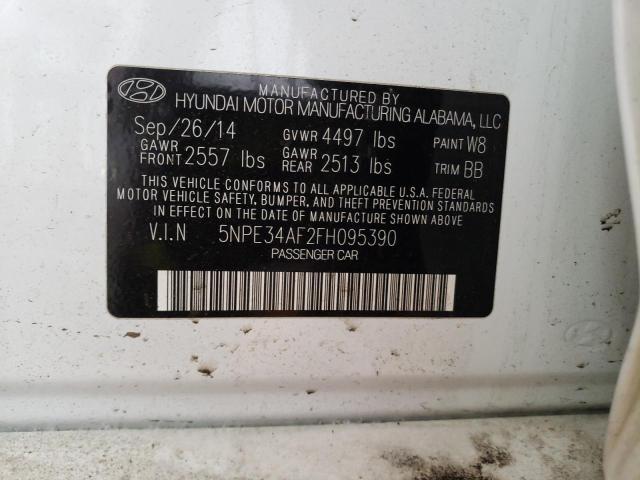 MANUFACTURED BY
HYUNDAI MOTOR MANUFACTURING ALABAMA, LLC
Sep/26/14 GVWR 4497 lbs PAINT W8
GAWR FRONT 2557 lbs GAWR REAR 2513 lbs TRIM BB
THIS VEHICLE CONFORMS TO ALL APPLICABLE U.S.A. FEDERAL
MOTOR VEHICLE SAFETY, BUMPER, AND THEFT PREVENTION STANDARDS
IN EFFECT ON THE DATE OF MANUFACTURE SHOWN ABOVE
V.I.N 5NPE34AF2FH095390
PASSENGER CAR